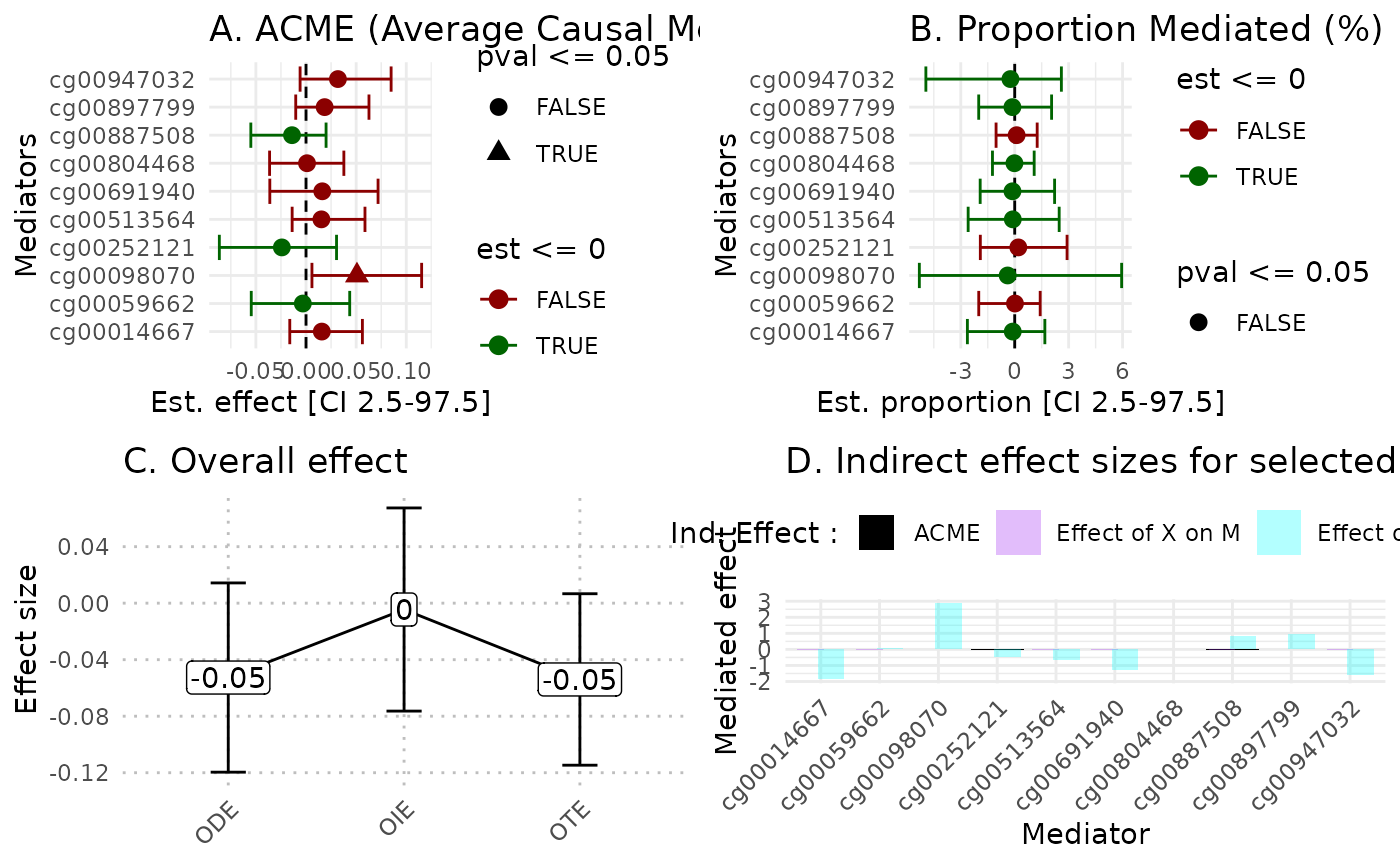 A. ACME (Average Causal Me
pval <= 0.05
FALSE
TRUE
est <= 0
FALSE
TRUE
Mediators
cg00947032
cg00897799
cg00887508
cg00804468
cg00691940
cg00513564
cg00252121
cg00098070
cg00059662
cg00014667
-0.05 0.00 0.05 0.10
Est. effect [CI 2.5-97.5]
B. Proportion Mediated (%)
Mediators
cg00947032
cg00897799
cg00887508
cg00804468
cg00691940
cg00513564
cg00252121
cg00098070
cg00059662
cg00014667
-3 0 3 6
Est. proportion [CI 2.5-97.5]
est <= 0
FALSE
TRUE
pval <= 0.05
FALSE
C. Overall effect
Effect size
0.04
0.00
-0.04
-0.08
-0.12
-0.05
0
-0.05
ODE
OIE
OTE
D. Indirect effect sizes for selected
Ind. Effect : ACME Effect of X on M Effect o
Mediated effect
3
2
1
0
-1
-2
cg00014667
cg00059662
cg00098070
cg00252121
cg00513564
cg00691940
cg00804468
cg00887508
cg00897799
cg00947032
Mediator